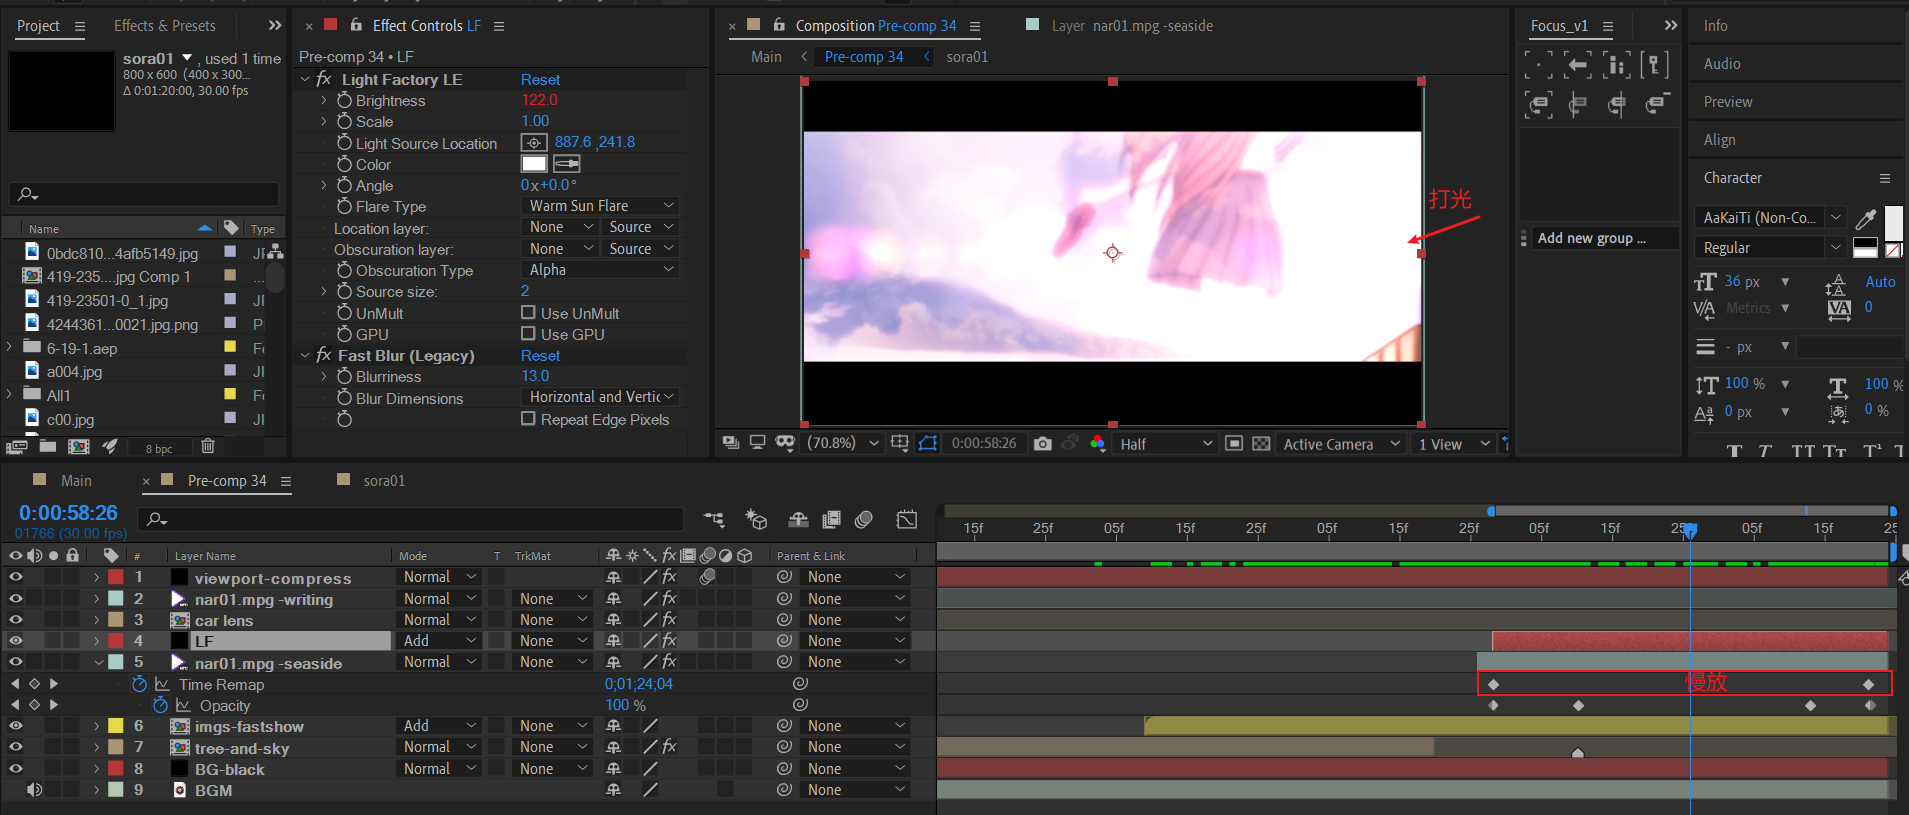 Project
Effects & Presets
sora01 , used 1 time
800 x 600 (400 x 300...
Δ 0:01:20:00, 30.00 fps
Name
Type
0bdc810...4afb5149.jpg
419-235....jpg Comp 1
419-23501-0_1.jpg
4244361...0021.jpg.png
6-19-1.aep
a004.jpg
All1
c00.jpg
8 bpc
Effect Controls LF
Pre-comp 34 • LF
fx Light Factory LE Reset
Brightness 122.0
Scale 1.00
Light Source Location 887.6 ,241.8
Color
Angle 0x+0.0°
Flare Type Warm Sun Flare
Location layer: None Source
Obscuration layer: None Source
Obscuration Type Alpha
Source size: 2
UnMult Use UnMult
GPU Use GPU
fx Fast Blur (Legacy) Reset
Blurriness 13.0
Blur Dimensions Horizontal and Vertic
Repeat Edge Pixels
Composition Pre-comp 34
Layer nar01.mpg -seaside
Main Pre-comp 34 sora01
打光
(70.8%) 0:00:58:26 Half Active Camera 1 View
Focus_v1
Add new group ...
Info
Audio
Preview
Align
Character
AaKaiTi (Non-Co...
Regular
36 px Auto
Metrics 0
- px
100 % 100 %
0 px 0 %
Main
Pre-comp 34
sora01
0:00:58:26
01766 (30.00 fps)
15f 25f 05f 15f 25f 05f 15f 25f 05f 15f 25f 05f 15f 25
# Layer Name Mode T TrkMat Parent & Link
1 viewport-compress Normal None
2 nar01.mpg -writing Normal None None
3 car lens Normal None None
4 LF Add None None
5 nar01.mpg -seaside Normal None None
Time Remap 0;01;24;04
慢放
Opacity 100 %
6 imgs-fastshow Add None None
7 tree-and-sky Normal None None
8 BG-black Normal None None
9 BGM None